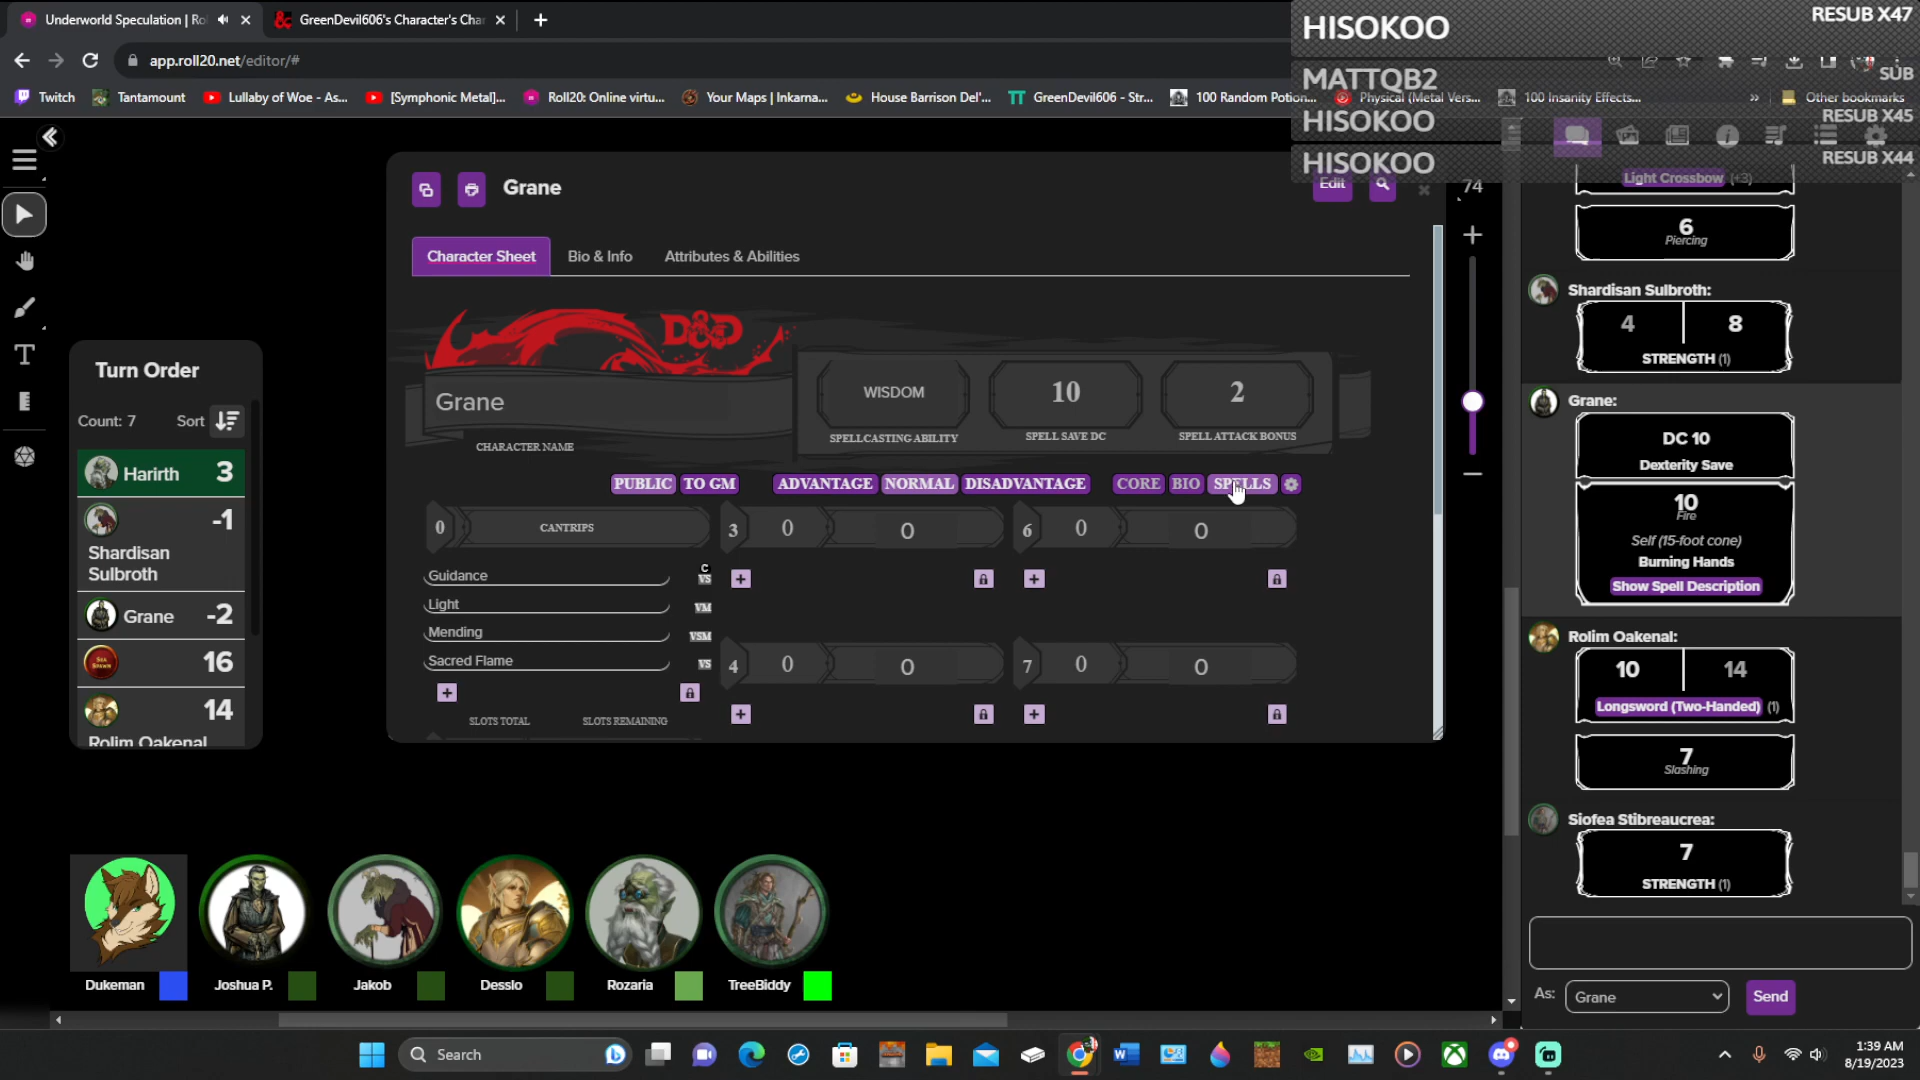 Underworld Speculation | Ro
GreenDevil606's Character's Char
HISOKOO
RESUB X47
app.roll20.net/editor/#
MATTQB2
SUB
Twitch
Tantamount
Lullaby of Woe - As...
[Symphonic Metal]...
Roll20: Online virtu...
Your Maps | Inkarna...
House Barrison Del'...
GreenDevil606 - Str...
100 Random Potion...
Physical (Metal Vers...
100 Insanity Effects...
Other bookmarks
HISOKOO
RESUB X45
HISOKOO
RESUB X44
Grane
Edit
74
Character Sheet
Bio & Info
Attributes & Abilities
D&D
Grane
CHARACTER NAME
WISDOM
SPELLCASTING ABILITY
10
SPELL SAVE DC
2
SPELL ATTACK BONUS
PUBLIC
TO GM
ADVANTAGE
NORMAL
DISADVANTAGE
CORE
BIO
SPELLS
0
CANTRIPS
3
0
0
6
0
0
Guidance
C
VS
Light
VM
Mending
VSM
Sacred Flame
VS
4
0
0
7
0
0
SLOTS TOTAL
SLOTS REMAINING
Turn Order
Count: 7
Sort
Harirth
3
Shardisan
Sulbroth
-1
Grane
-2
SEA
SPAWN
16
Rolim Oakenal
14
Light Crossbow (+3)
6
Piercing
Shardisan Sulbroth:
4
8
STRENGTH (1)
Grane:
DC 10
Dexterity Save
10
Fire
Self (15-foot cone)
Burning Hands
Show Spell Description
Rolim Oakenal:
10
14
Longsword (Two-Handed) (1)
7
Slashing
Siofea Stibreaucrea:
7
STRENGTH (1)
As:
Grane
Send
Dukeman
Joshua P.
Jakob
Desslo
Rozaria
TreeBiddy
Search
1:39 AM
8/19/2023